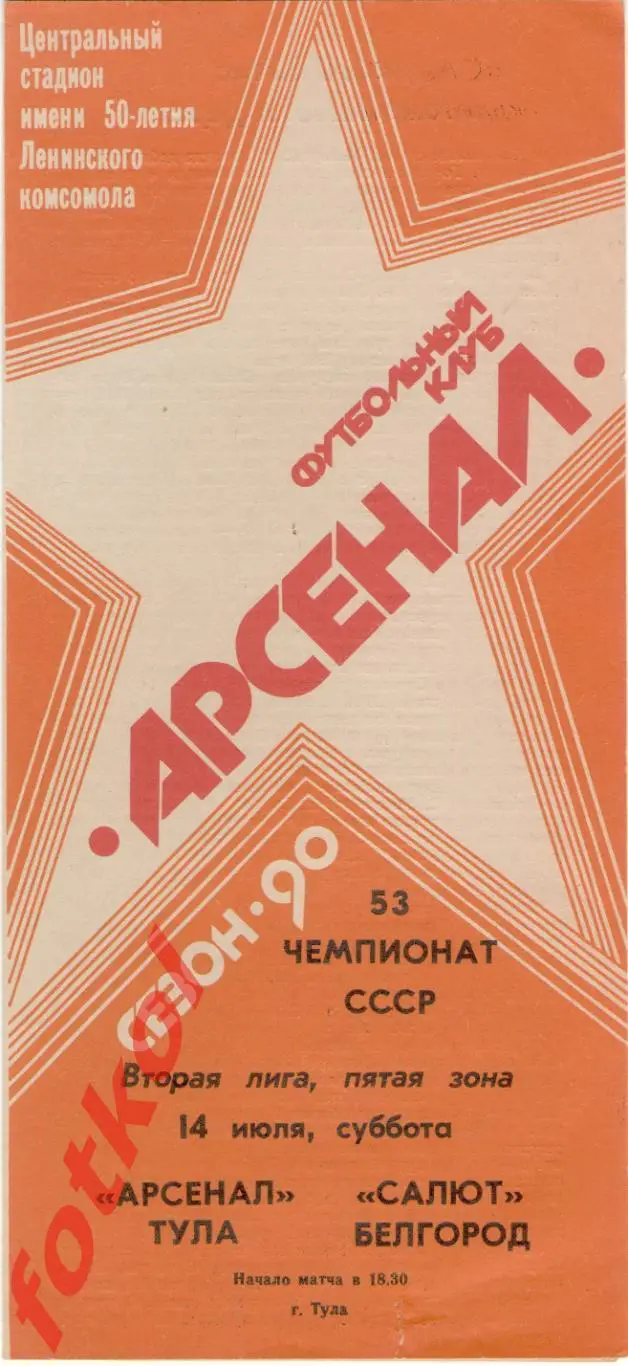 Центральный
стадион
имени 50-летия
Ленинского
комсомола
ФУТБОЛЬНЫЙ
КЛУБ
•АРСЕНАЛ•
СЕЗОН•90
53
ЧЕМПИОНАТ
СССР
Вторая лига, пятая зона
14 июля, суббота
«АРСЕНАЛ» «САЛЮТ»
ТУЛА БЕЛГОРОД
Начало матча в 18.30
г. Тула
fotkol